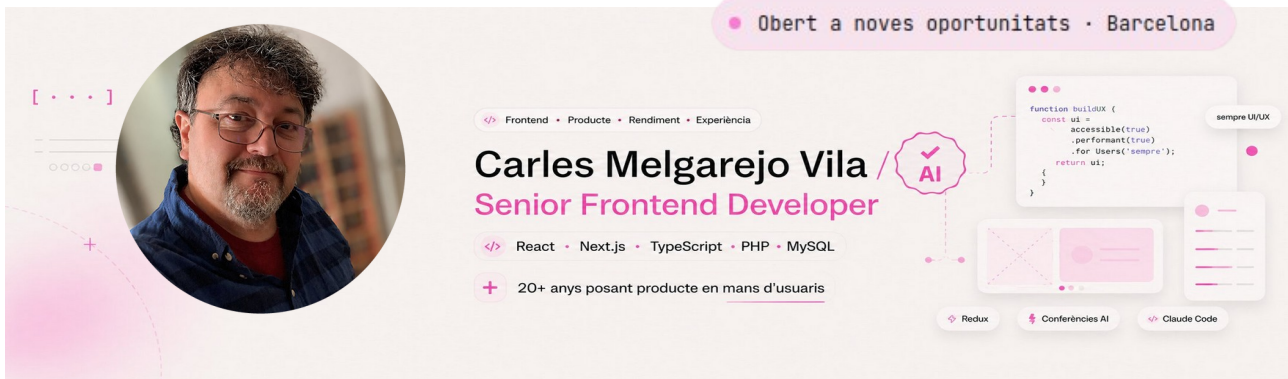 Obert a noves oportunitats · Barcelona
[ · · · ]
</> Frontend • Producte • Rendiment • Experiència
Carles Melgarejo Vila /
AI
Senior Frontend Developer
</> React • Next.js • TypeScript • PHP • MySQL
+ 20+ anys posant producte en mans d'usuaris
function buildUX {
const ui =
accessible(true)
.performant(true)
.for Users('sempre');
return ui;
{
}
}
sempre UI/UX
Redux
Conferències AI
</> Claude Code